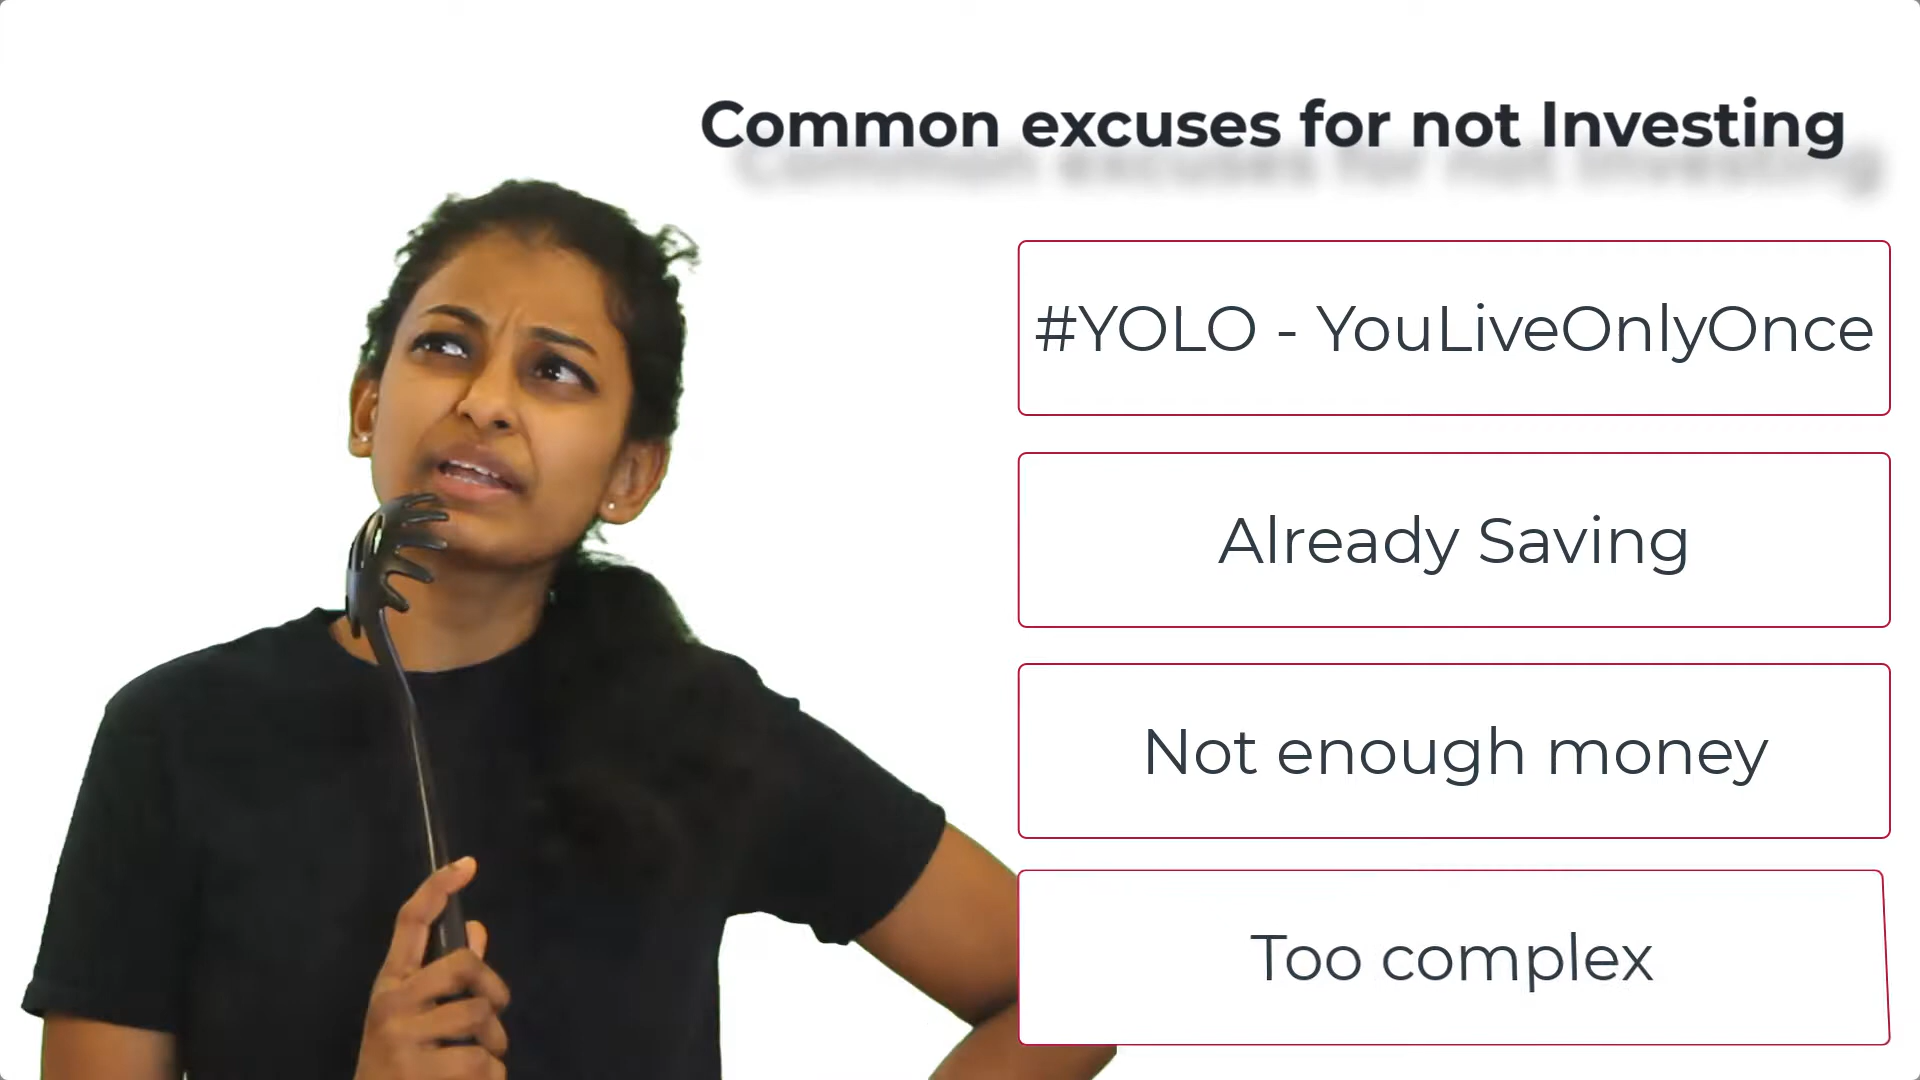 Common excuses for not Investing
#YOLO - YouLiveOnlyOnce
Already Saving
Not enough money
Too complex